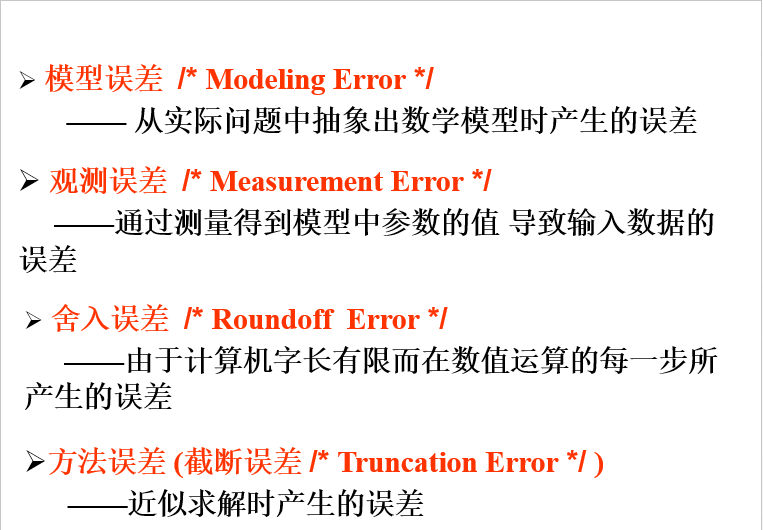 ➢ 模型误差 /* Modeling Error */
—— 从实际问题中抽象出数学模型时产生的误差
➢ 观测误差 /* Measurement Error */
——通过测量得到模型中参数的值 导致输入数据的
误差
➢ 舍入误差 /* Roundoff Error */
——由于计算机字长有限而在数值运算的每一步所
产生的误差
➢方法误差 (截断误差 /* Truncation Error */ )
——近似求解时产生的误差